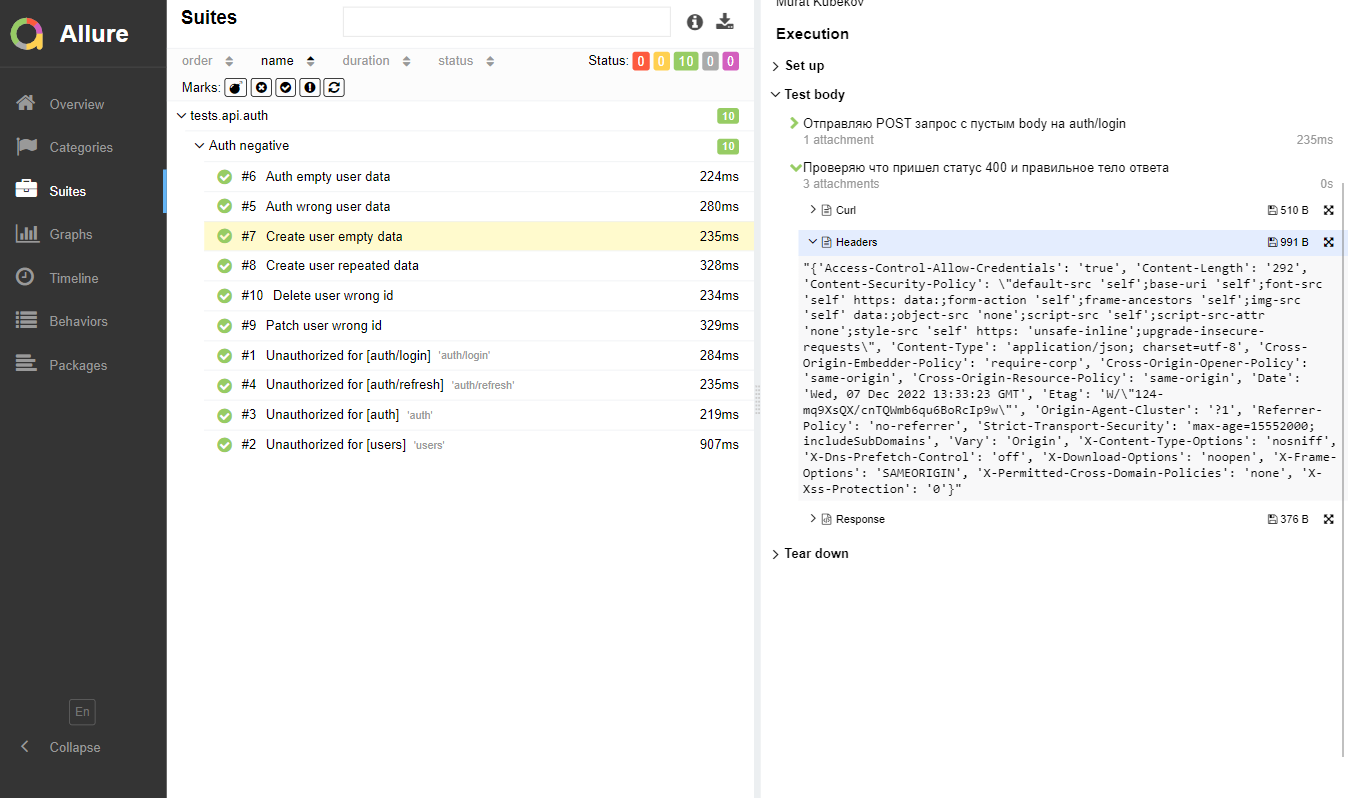 Allure
Overview
Categories
Suites
Graphs
Timeline
Behaviors
Packages
En
Collapse
Suites
order name duration status Status: 0 0 10 0 0
Marks:
tests.api.auth 10
Auth negative 10
#6 Auth empty user data 224ms
#5 Auth wrong user data 280ms
#7 Create user empty data 235ms
#8 Create user repeated data 328ms
#10 Delete user wrong id 234ms
#9 Patch user wrong id 329ms
#1 Unauthorized for [auth/login] 'auth/login' 284ms
#4 Unauthorized for [auth/refresh] 'auth/refresh' 235ms
#3 Unauthorized for [auth] 'auth' 219ms
#2 Unauthorized for [users] 'users' 907ms
Murat Kubekov
Execution
Set up
Test body
Отправляю POST запрос с пустым body на auth/login
1 attachment 235ms
Проверяю что пришел статус 400 и правильное тело ответа
3 attachments 0s
Curl 510 B
Headers 991 B
"{'Access-Control-Allow-Credentials': 'true', 'Content-Length': '292',
'Content-Security-Policy': \"default-src 'self';base-uri 'self';font-src
'self' https: data:;form-action 'self';frame-ancestors 'self';img-src
'self' data:;object-src 'none';script-src 'self';script-src-attr
'none';style-src 'self' https: 'unsafe-inline';upgrade-insecure-
requests\", 'Content-Type': 'application/json; charset=utf-8', 'Cross-
Origin-Embedder-Policy': 'require-corp', 'Cross-Origin-Opener-Policy':
'same-origin', 'Cross-Origin-Resource-Policy': 'same-origin', 'Date':
'Wed, 07 Dec 2022 13:33:23 GMT', 'Etag': 'W/\"124-
mq9XsQX/cnTQWmb6qu6BoRcIp9w\"', 'Origin-Agent-Cluster': '?1', 'Referrer-
Policy': 'no-referrer', 'Strict-Transport-Security': 'max-age=15552000;
includeSubDomains', 'Vary': 'Origin', 'X-Content-Type-Options': 'nosniff',
'X-Dns-Prefetch-Control': 'off', 'X-Download-Options': 'noopen', 'X-Frame-
Options': 'SAMEORIGIN', 'X-Permitted-Cross-Domain-Policies': 'none', 'X-
Xss-Protection': '0'}"
Response 376 B
Tear down